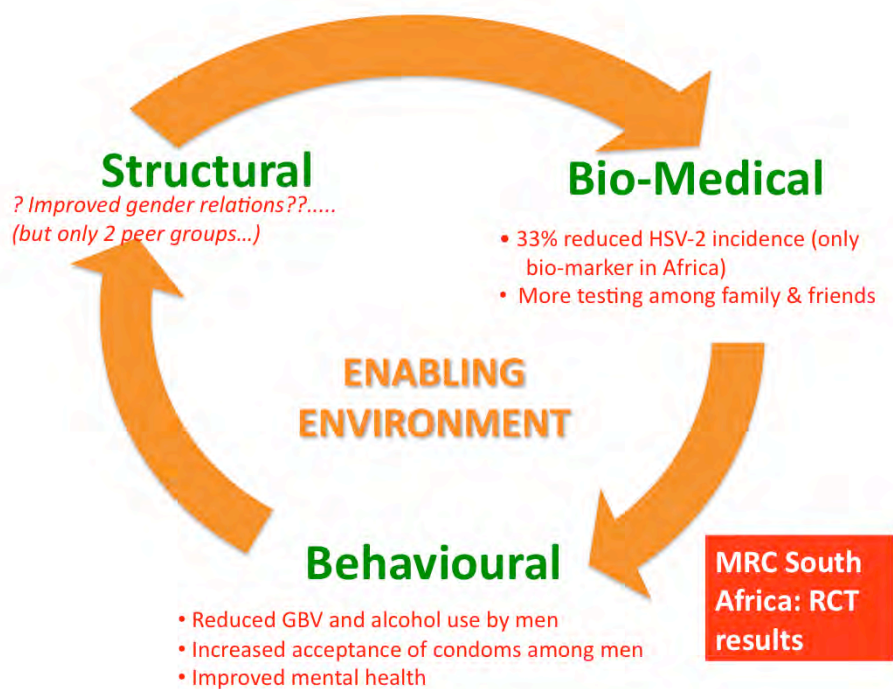 Structural
? Improved gender relations??.....
(but only 2 peer groups...)
Bio-Medical
• 33% reduced HSV-2 incidence (only
bio-marker in Africa)
• More testing among family & friends
ENABLING
ENVIRONMENT
Behavioural
• Reduced GBV and alcohol use by men
• Increased acceptance of condoms among men
• Improved mental health
MRC South
Africa: RCT
results